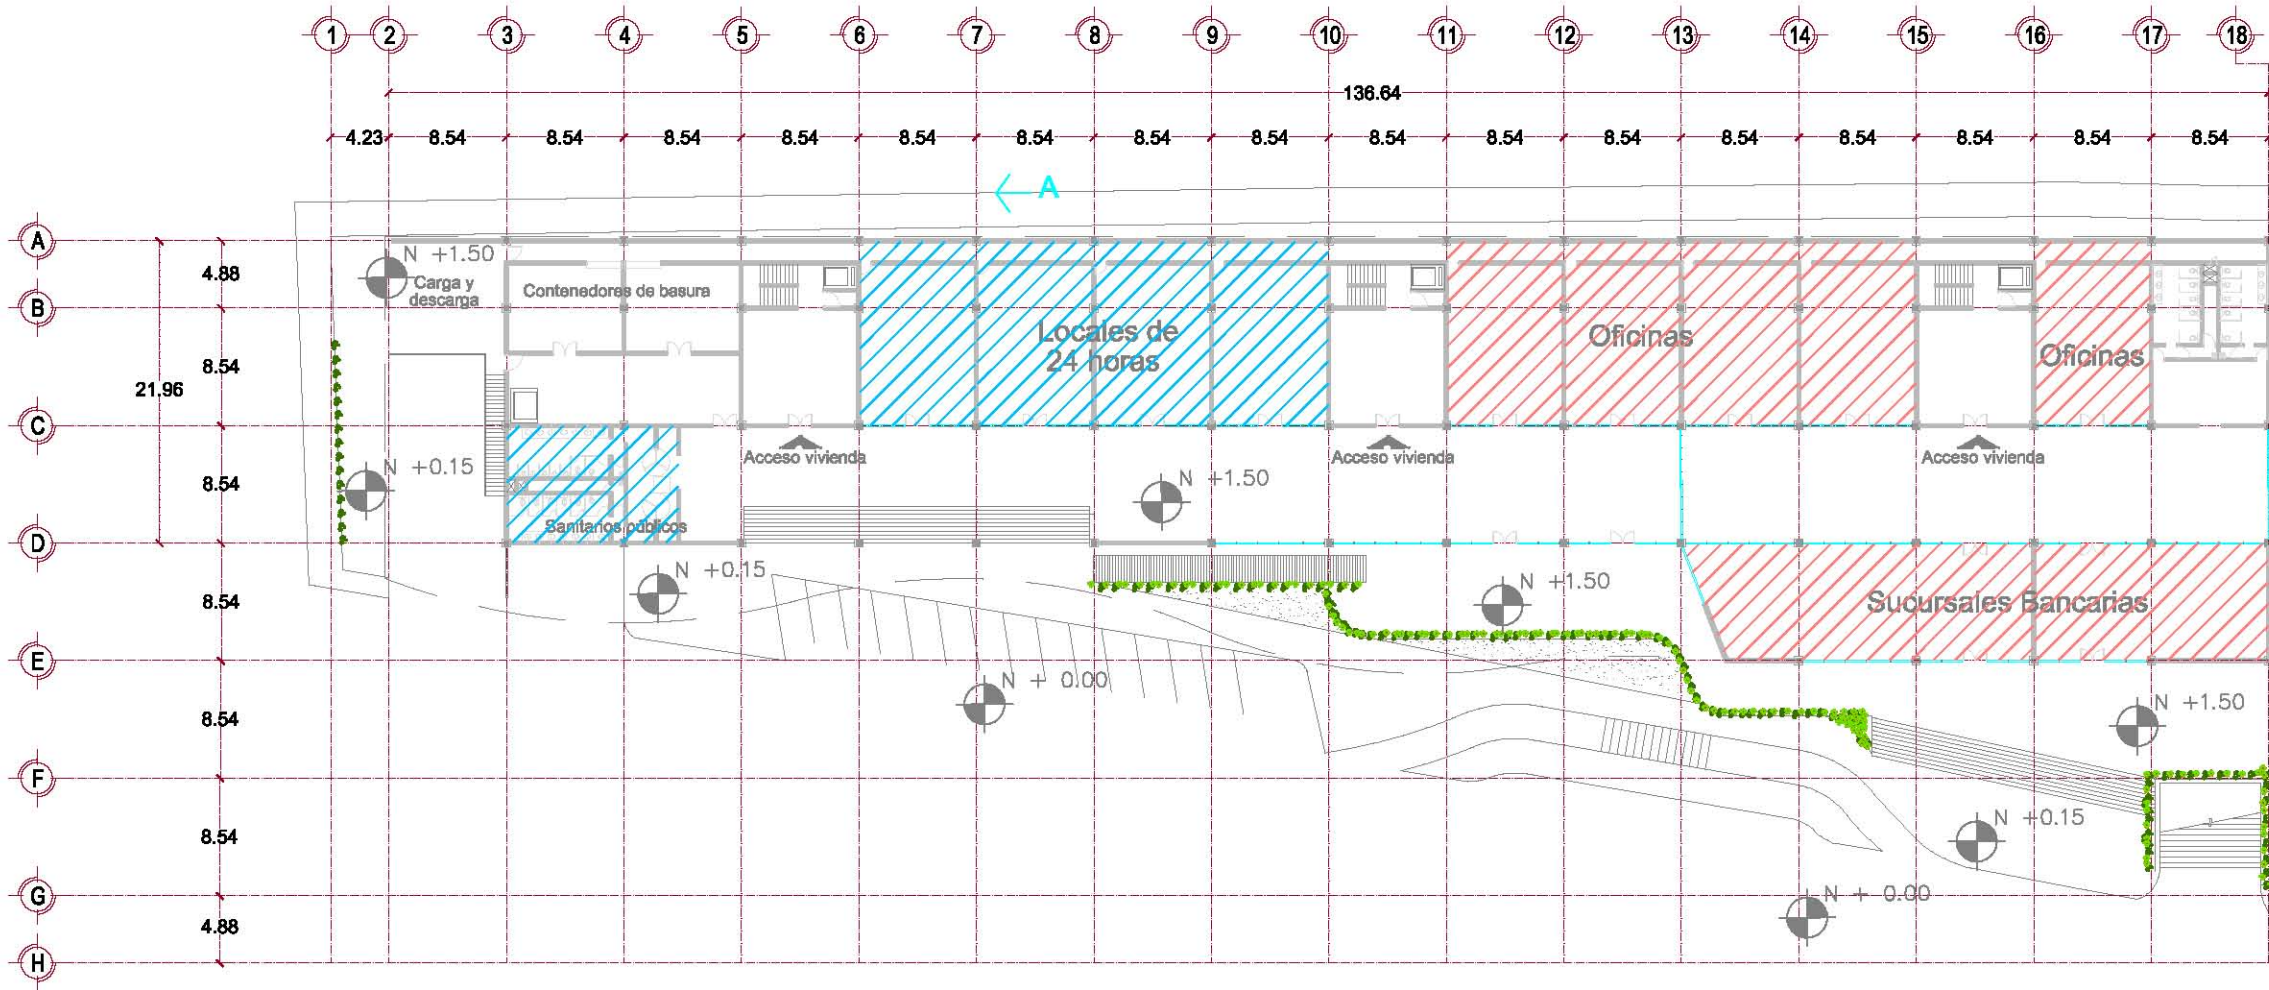 1 2 3 4 5 6 7 8 9 10 11 12 13 14 15 16 17 18
136.64
4.23 8.54 8.54 8.54 8.54 8.54 8.54 8.54 8.54 8.54 8.54 8.54 8.54 8.54 8.54 8.54 8.54
A
A
N +1.50
4.88
Carga y
descarga
Contenedores de basura
B
Locales de
24 horas
Oficinas
Oficinas
8.54
21.96
C
Acceso vivienda
Acceso vivienda
Acceso vivienda
N +0.15
8.54
N +1.50
Sanitarios públicos
D
N +0.15
N +1.50
8.54
Sucursales Bancarias
E
N + 0.00
N +1.50
8.54
F
N +0.15
8.54
G
N + 0.00
4.88
H